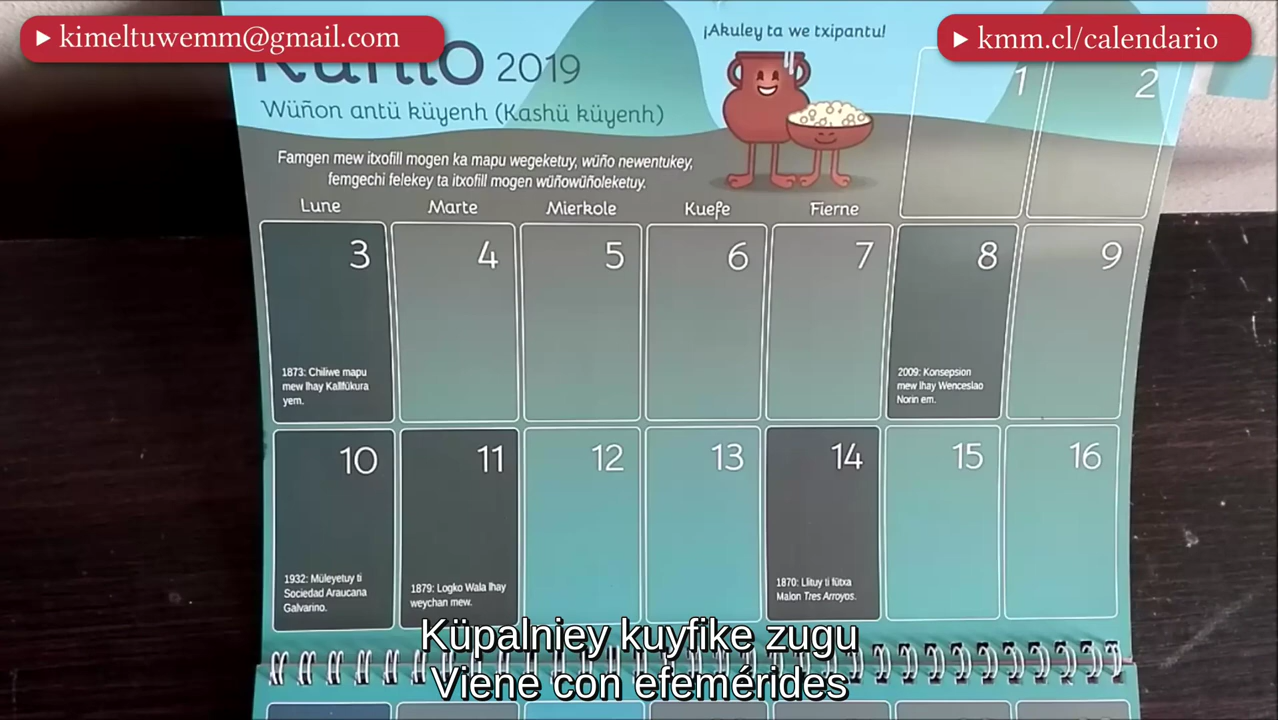 ▶ kimeltuwemm@gmail.com
▶ kmm.cl/calendario
¡Akuley ta we txipantu!
Kunio 2019
Wüñon antü küyenh (Kashü küyenh)
Famgen mew itxofill mogen ka mapu wegeketuy, wüño newentukey,
femgechi felekey ta itxofill mogen wüñowüñoleketuy.
Lune Marte Mierkole Kuefe Fierne
1 2
3 4 5 6 7 8 9
1873: Chiliwe mapu
mew lhay Kallfükura
yem.
2009: Konsepsion
mew lhay Wenceslao
Norin em.
10 11 12 13 14 15 16
1932: Müleyetuy ti
Sociedad Araucana
Galvarino.
1879: Logko Wala lhay
weychan mew.
1870: Llituy ti fütxa
Malon Tres Arroyos.
Küpalniey kuyfike zugu
Viene con efemérides